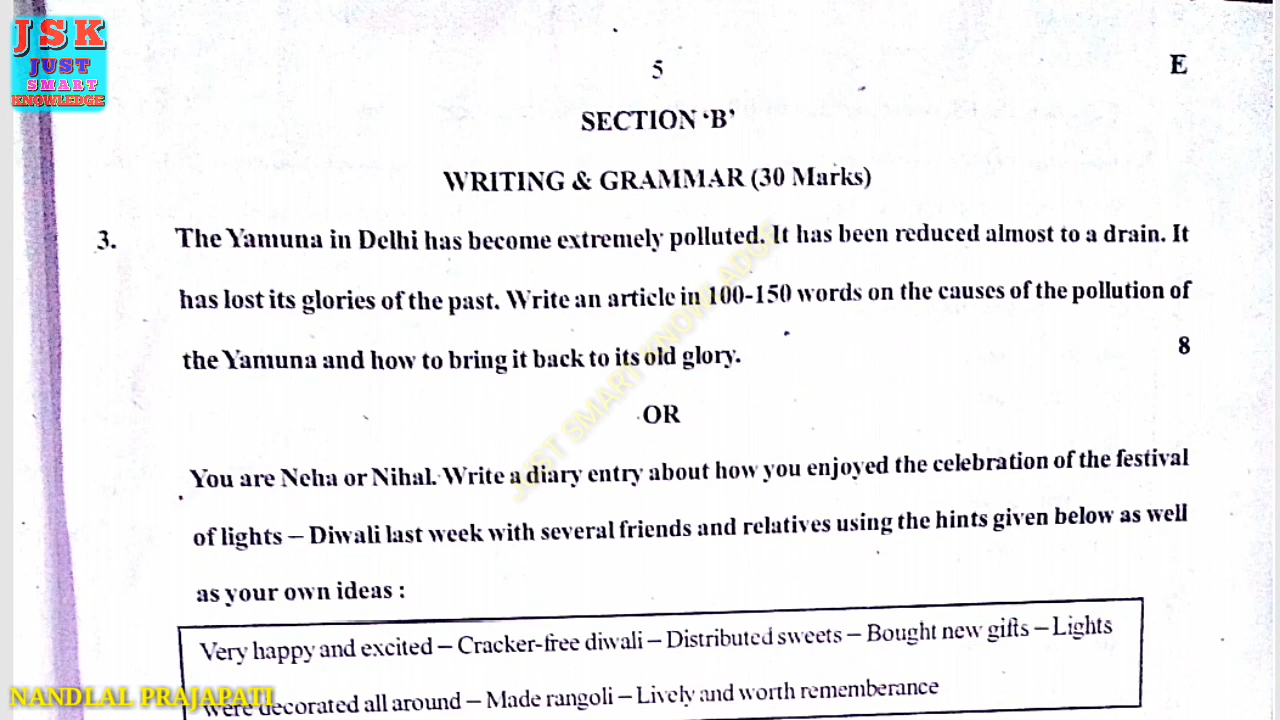 JSK
JUST
SMART
KNOWLEDGE
5
E
SECTION ‘B’
WRITING & GRAMMAR (30 Marks)
3. The Yamuna in Delhi has become extremely polluted. It has been reduced almost to a drain. It
has lost its glories of the past. Write an article in 100-150 words on the causes of the pollution of
the Yamuna and how to bring it back to its old glory. 8
OR
You are Neha or Nihal. Write a diary entry about how you enjoyed the celebration of the festival
of lights – Diwali last week with several friends and relatives using the hints given below as well
as your own ideas :
Very happy and excited – Cracker-free diwali – Distributed sweets – Bought new gifts – Lights
were decorated all around – Made rangoli – Lively and worth rememberance
JUST SMART KNOWLADGE
NANDLAL PRAJAPATI